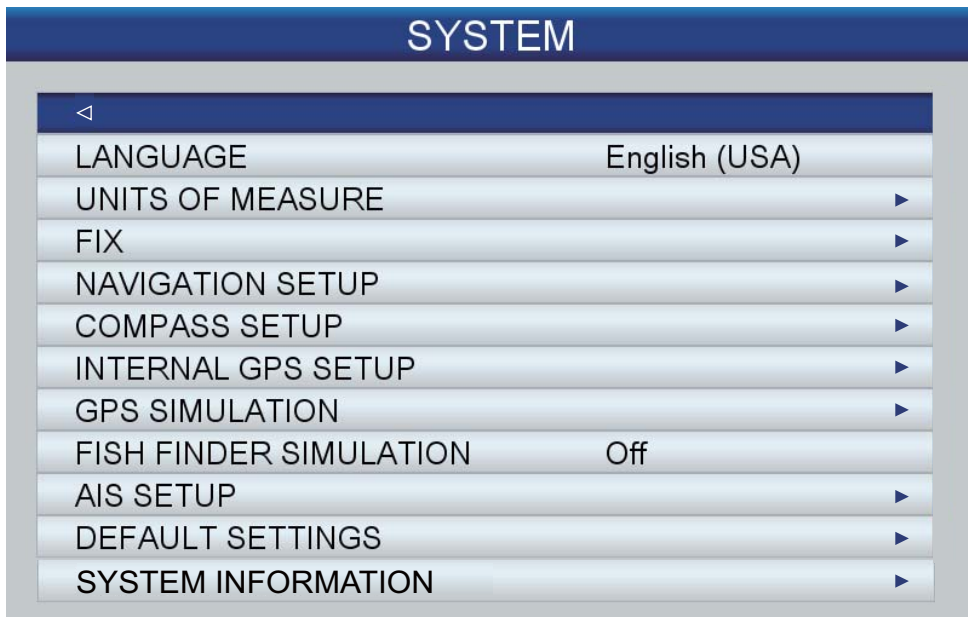 SYSTEM
LANGUAGE English (USA)
UNITS OF MEASURE
FIX
NAVIGATION SETUP
COMPASS SETUP
INTERNAL GPS SETUP
GPS SIMULATION
FISH FINDER SIMULATION Off
AIS SETUP
DEFAULT SETTINGS
SYSTEM INFORMATION